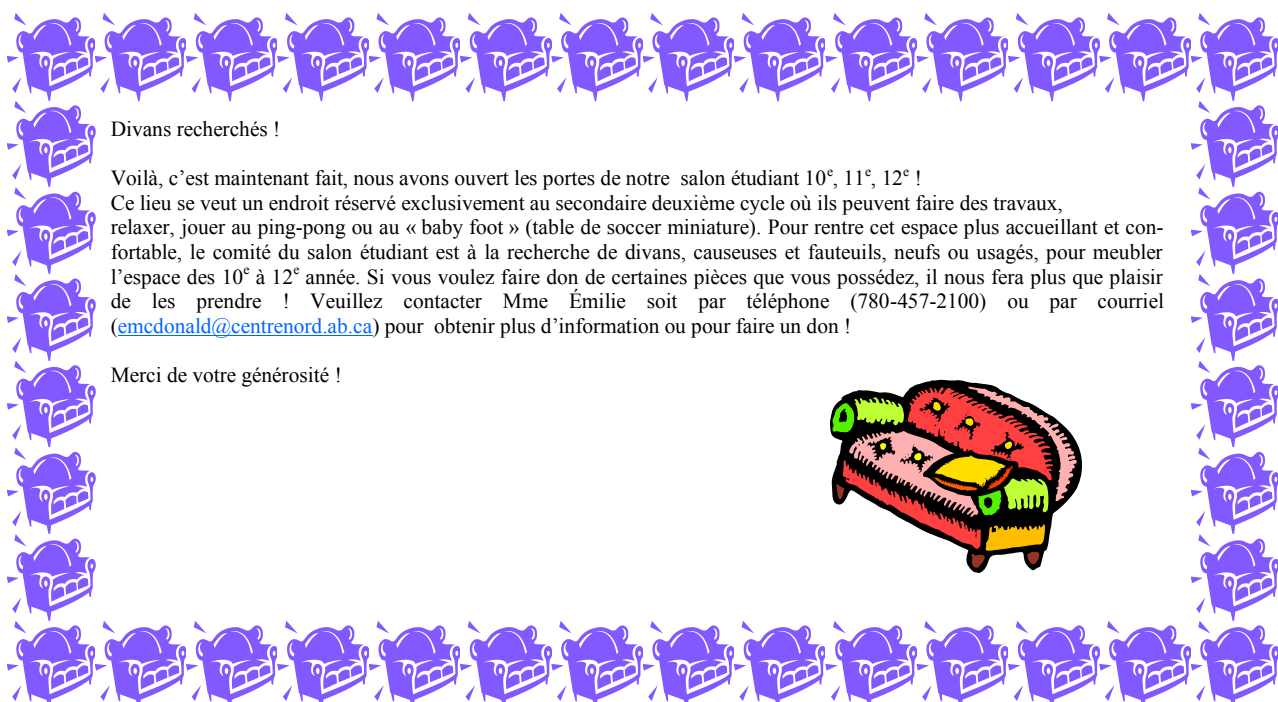 Divans recherchés !
Voilà, c’est maintenant fait, nous avons ouvert les portes de notre  salon étudiant 10e, 11e, 12e !
Ce lieu se veut un endroit réservé exclusivement au secondaire deuxième cycle où ils peuvent faire des travaux,
relaxer, jouer au ping-pong ou au « baby foot » (table de soccer miniature). Pour rentre cet espace plus accueillant et con-
fortable, le comité du salon étudiant est à la recherche de divans, causeuses et fauteuils, neufs ou usagés, pour meubler
l’espace des 10e à 12e année. Si vous voulez faire don de certaines pièces que vous possédez, il nous fera plus que plaisir
de les prendre ! Veuillez contacter Mme Émilie soit par téléphone (780-457-2100) ou par courriel
(emcdonald@centrenord.ab.ca) pour  obtenir plus d’information ou pour faire un don !
Merci de votre générosité !